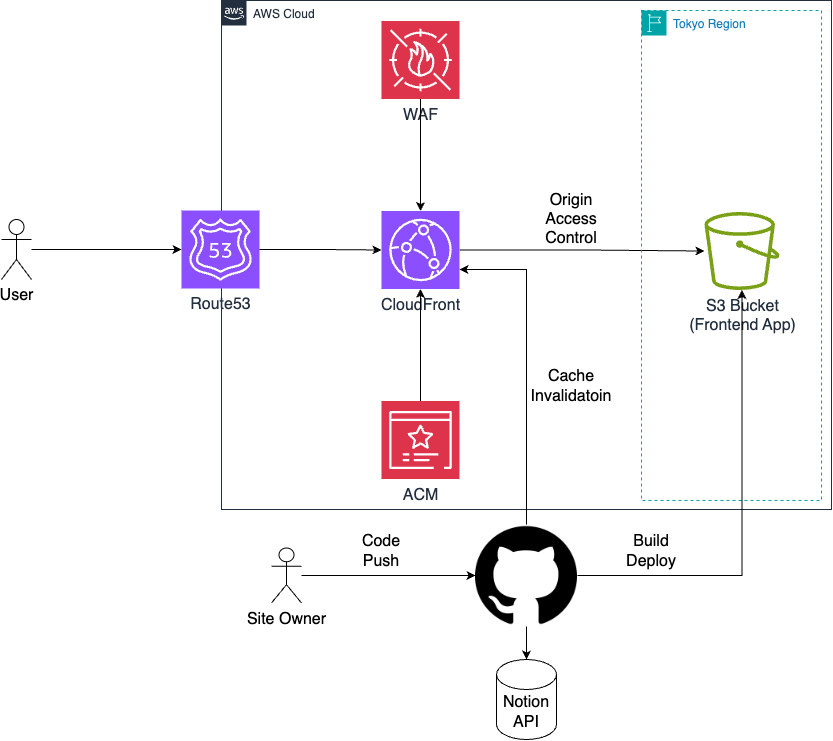 aws
AWS Cloud
Tokyo Region
WAF
Origin
Access
Control
53
User
Route53
CloudFront
S3 Bucket
(Frontend App)
Cache
Invalidatoin
ACM
Code
Push
Build
Deploy
Site Owner
Notion
API